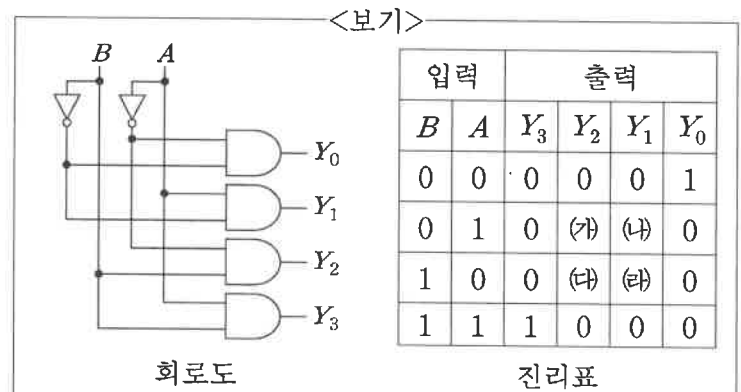 <보기>
B A
Y₀
Y₁
Y₂
Y₃
회로도
입력 출력
B A Y₃ Y₂ Y₁ Y₀
0 0 0 0 0 1
0 1 0 ㈎ ㈏ 0
1 0 0 ㈐ ㈑ 0
1 1 1 0 0 0
진리표